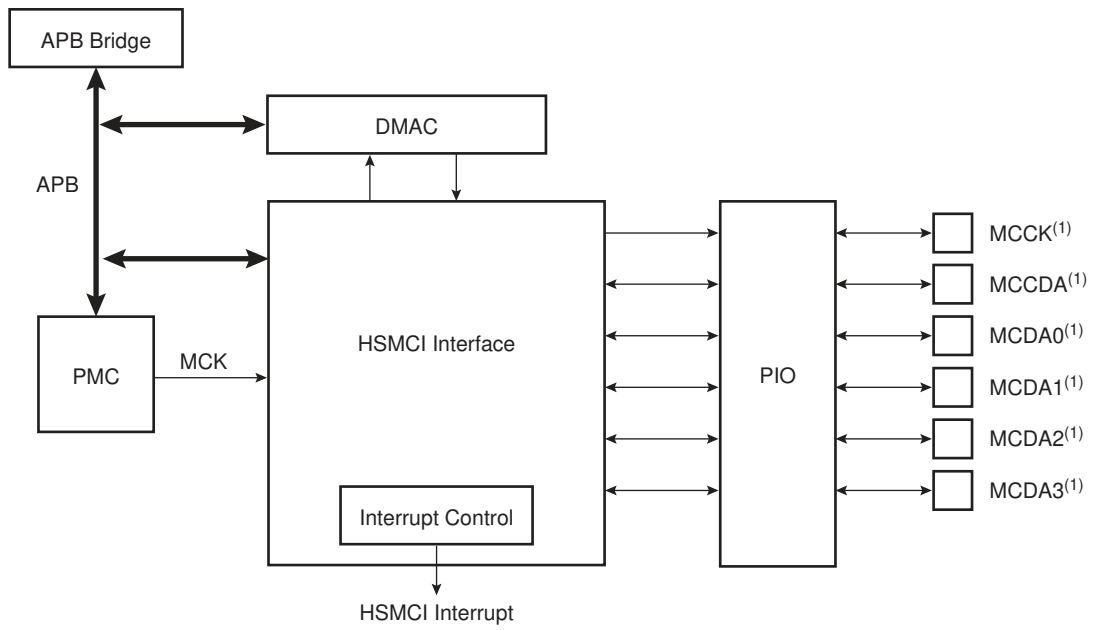 APB Bridge
DMAC
APB
MCCK(1)
MCCDA(1)
HSMCI Interface
MCDA0(1)
MCK
PMC
PIO
MCDA1(1)
MCDA2(1)
MCDA3(1)
Interrupt Control
HSMCI Interrupt